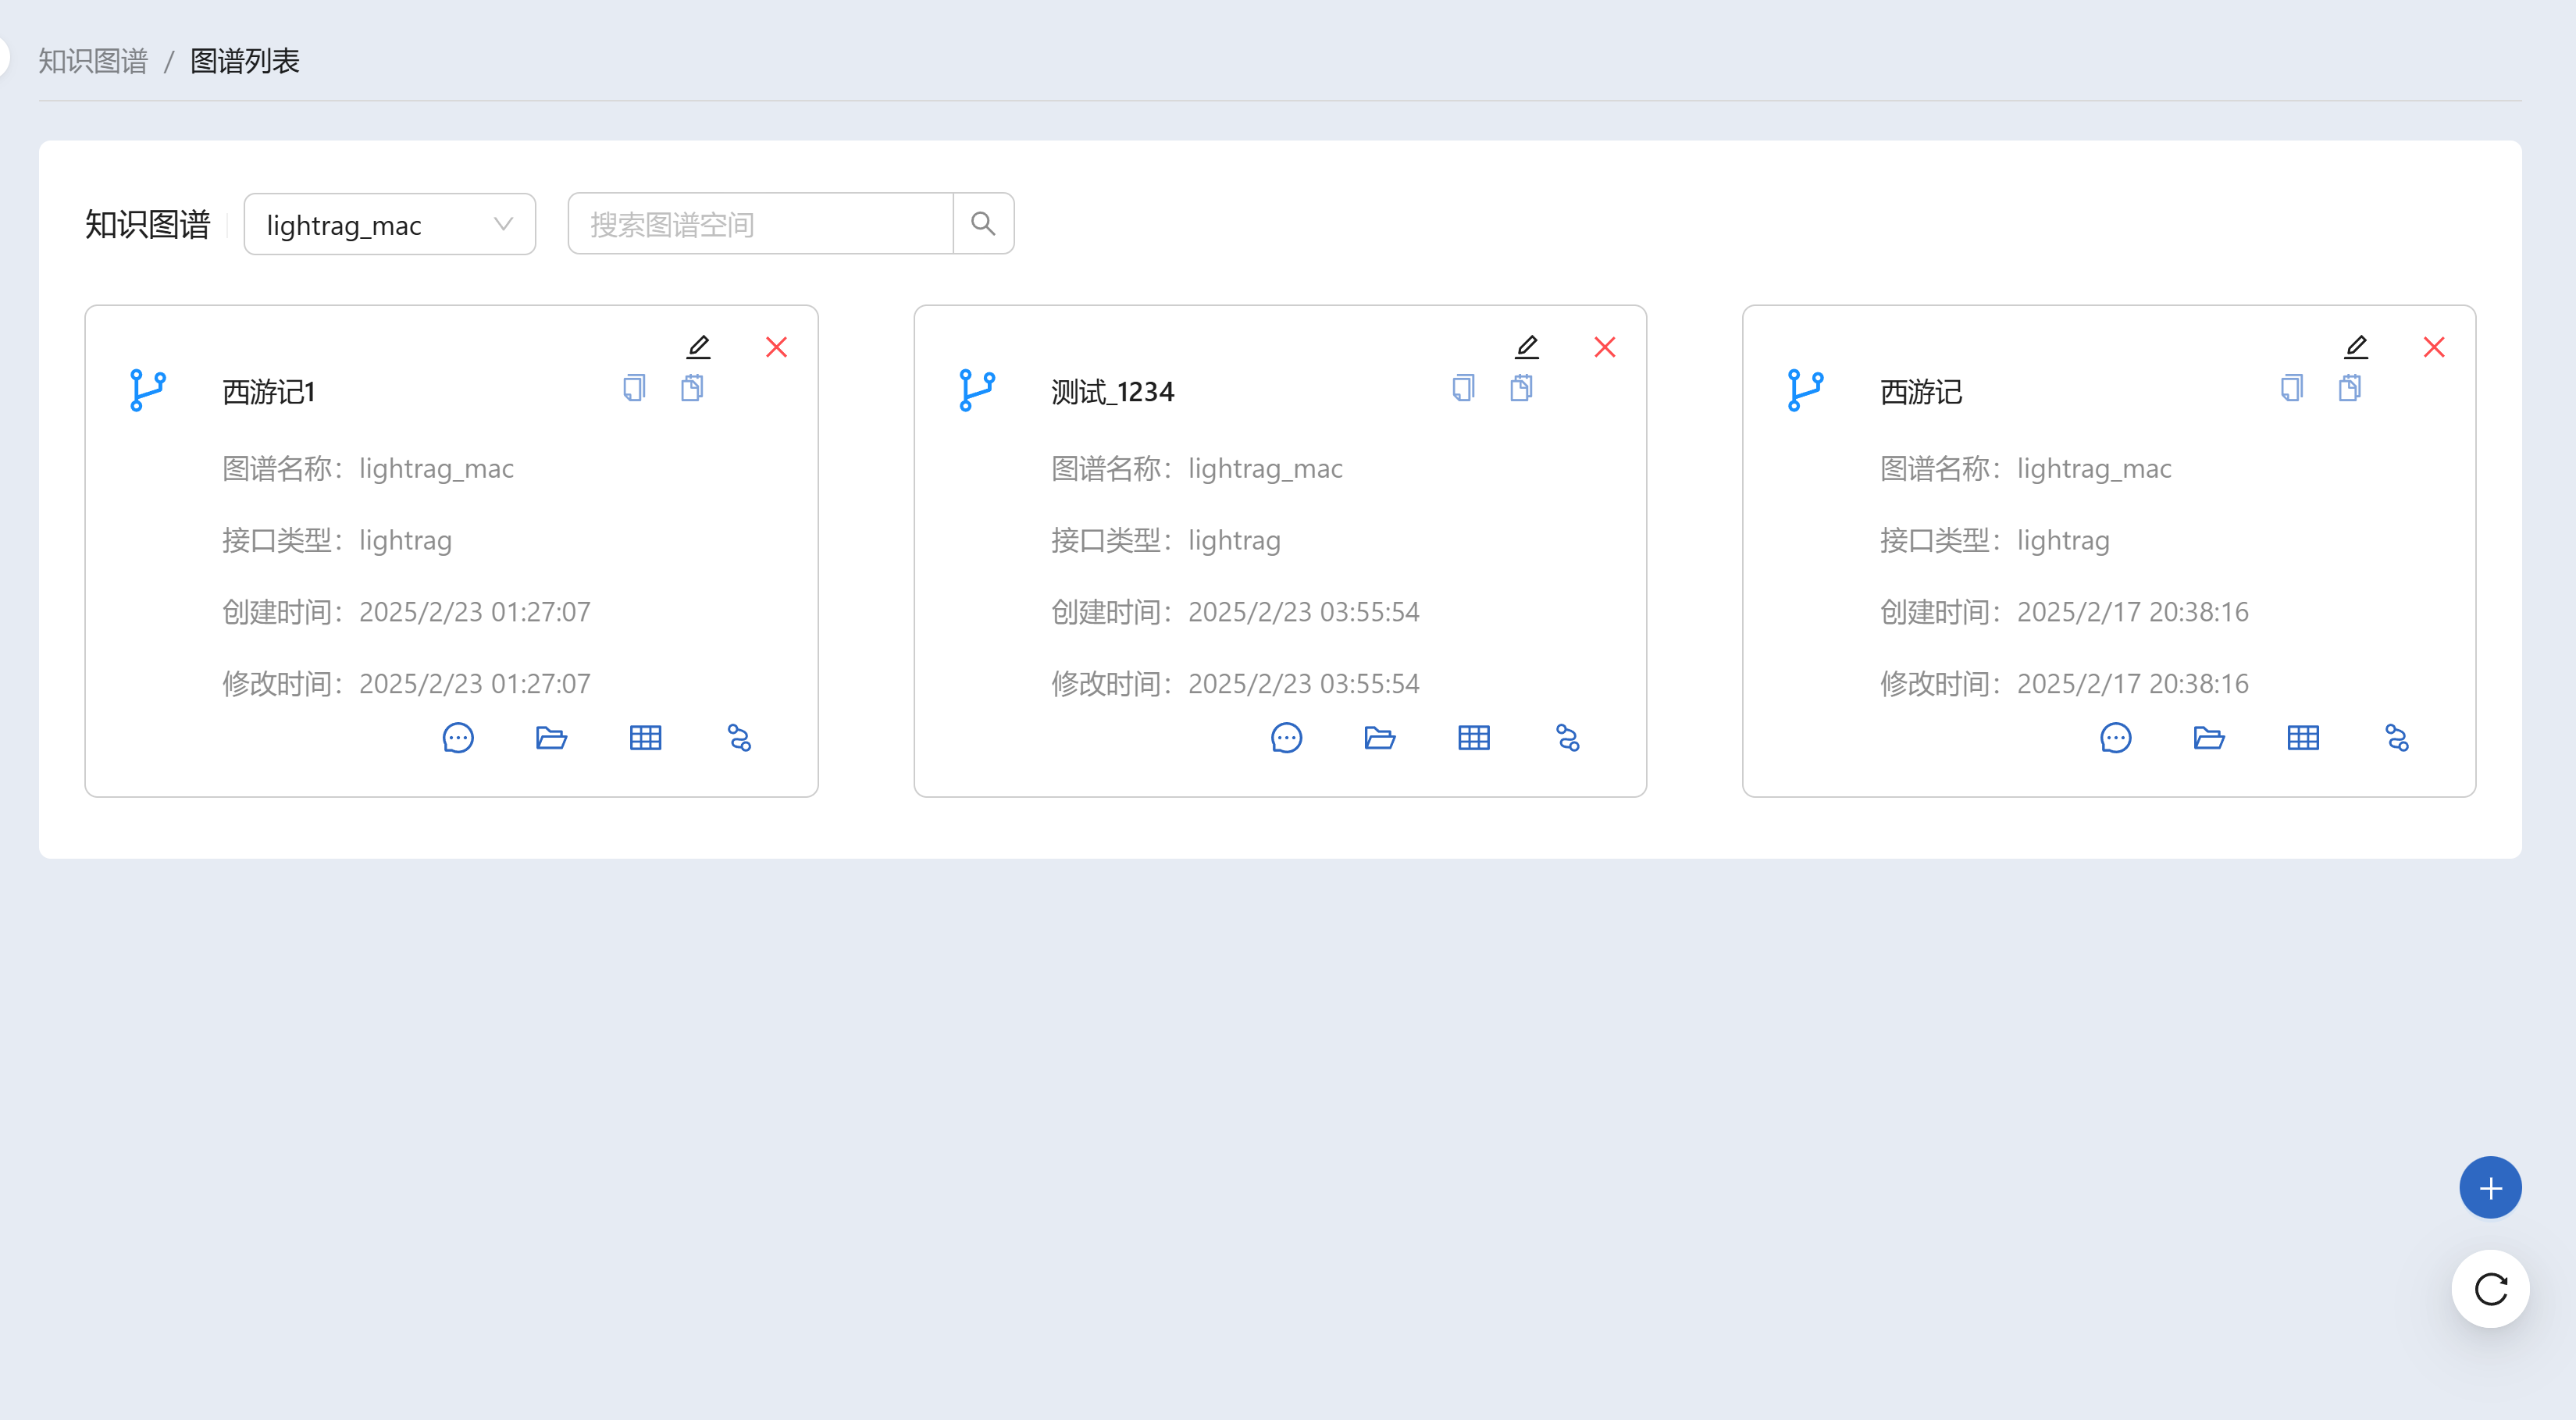 知识图谱 / 图谱列表
知识图谱 lightrag_mac 搜索图谱空间
西游记1
图谱名称：lightrag_mac
接口类型：lightrag
创建时间：2025/2/23 01:27:07
修改时间：2025/2/23 01:27:07
测试_1234
图谱名称：lightrag_mac
接口类型：lightrag
创建时间：2025/2/23 03:55:54
修改时间：2025/2/23 03:55:54
西游记
图谱名称：lightrag_mac
接口类型：lightrag
创建时间：2025/2/17 20:38:16
修改时间：2025/2/17 20:38:16